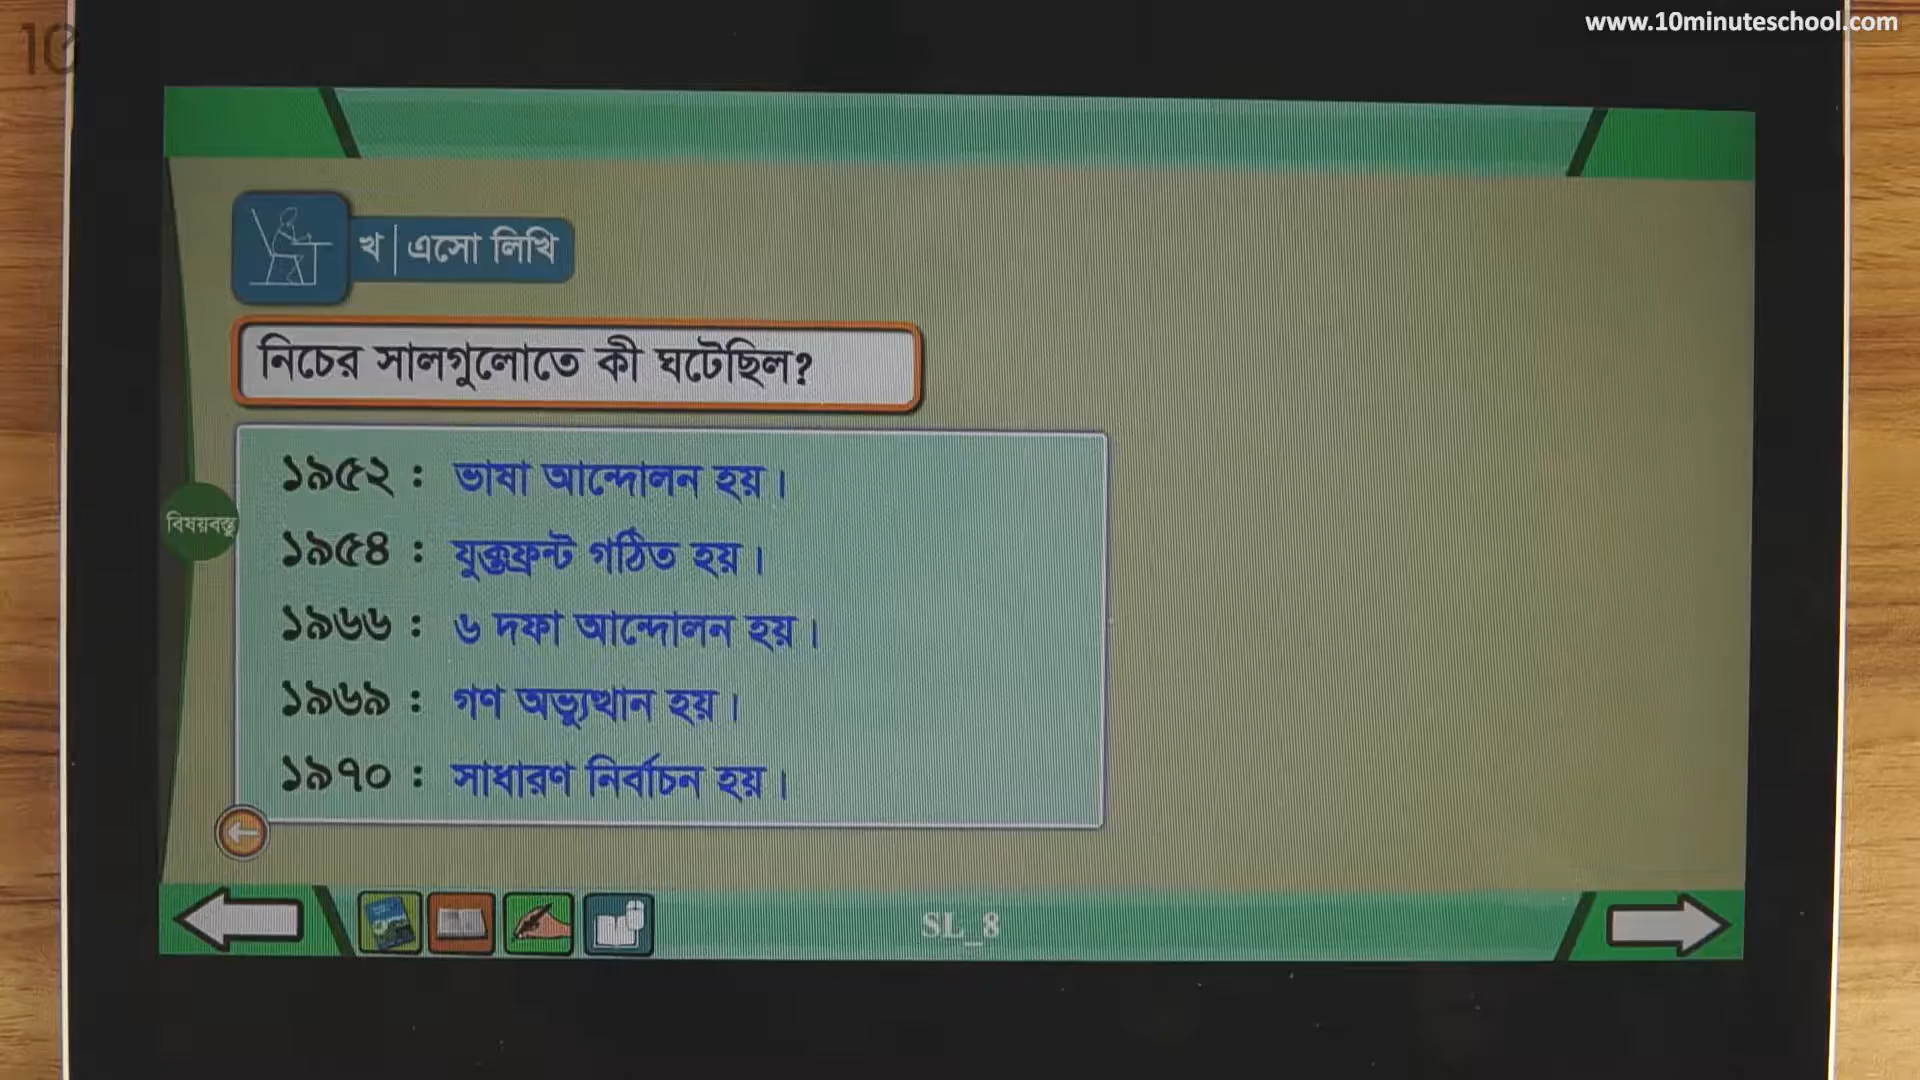 www.10minuteschool.com
10
খ | এসো লিখি
নিচের সালগুলোতে কী ঘটেছিল?
১৯৫২ : ভাষা আন্দোলন হয়।
১৯৫৪ : যুক্তফ্রন্ট গঠিত হয়।
বিষয়বস্তু
১৯৬৬ : ৬ দফা আন্দোলন হয়।
১৯৬৯ : গণ অভ্যুত্থান হয়।
১৯৭০ : সাধারণ নির্বাচন হয়।
SL_8